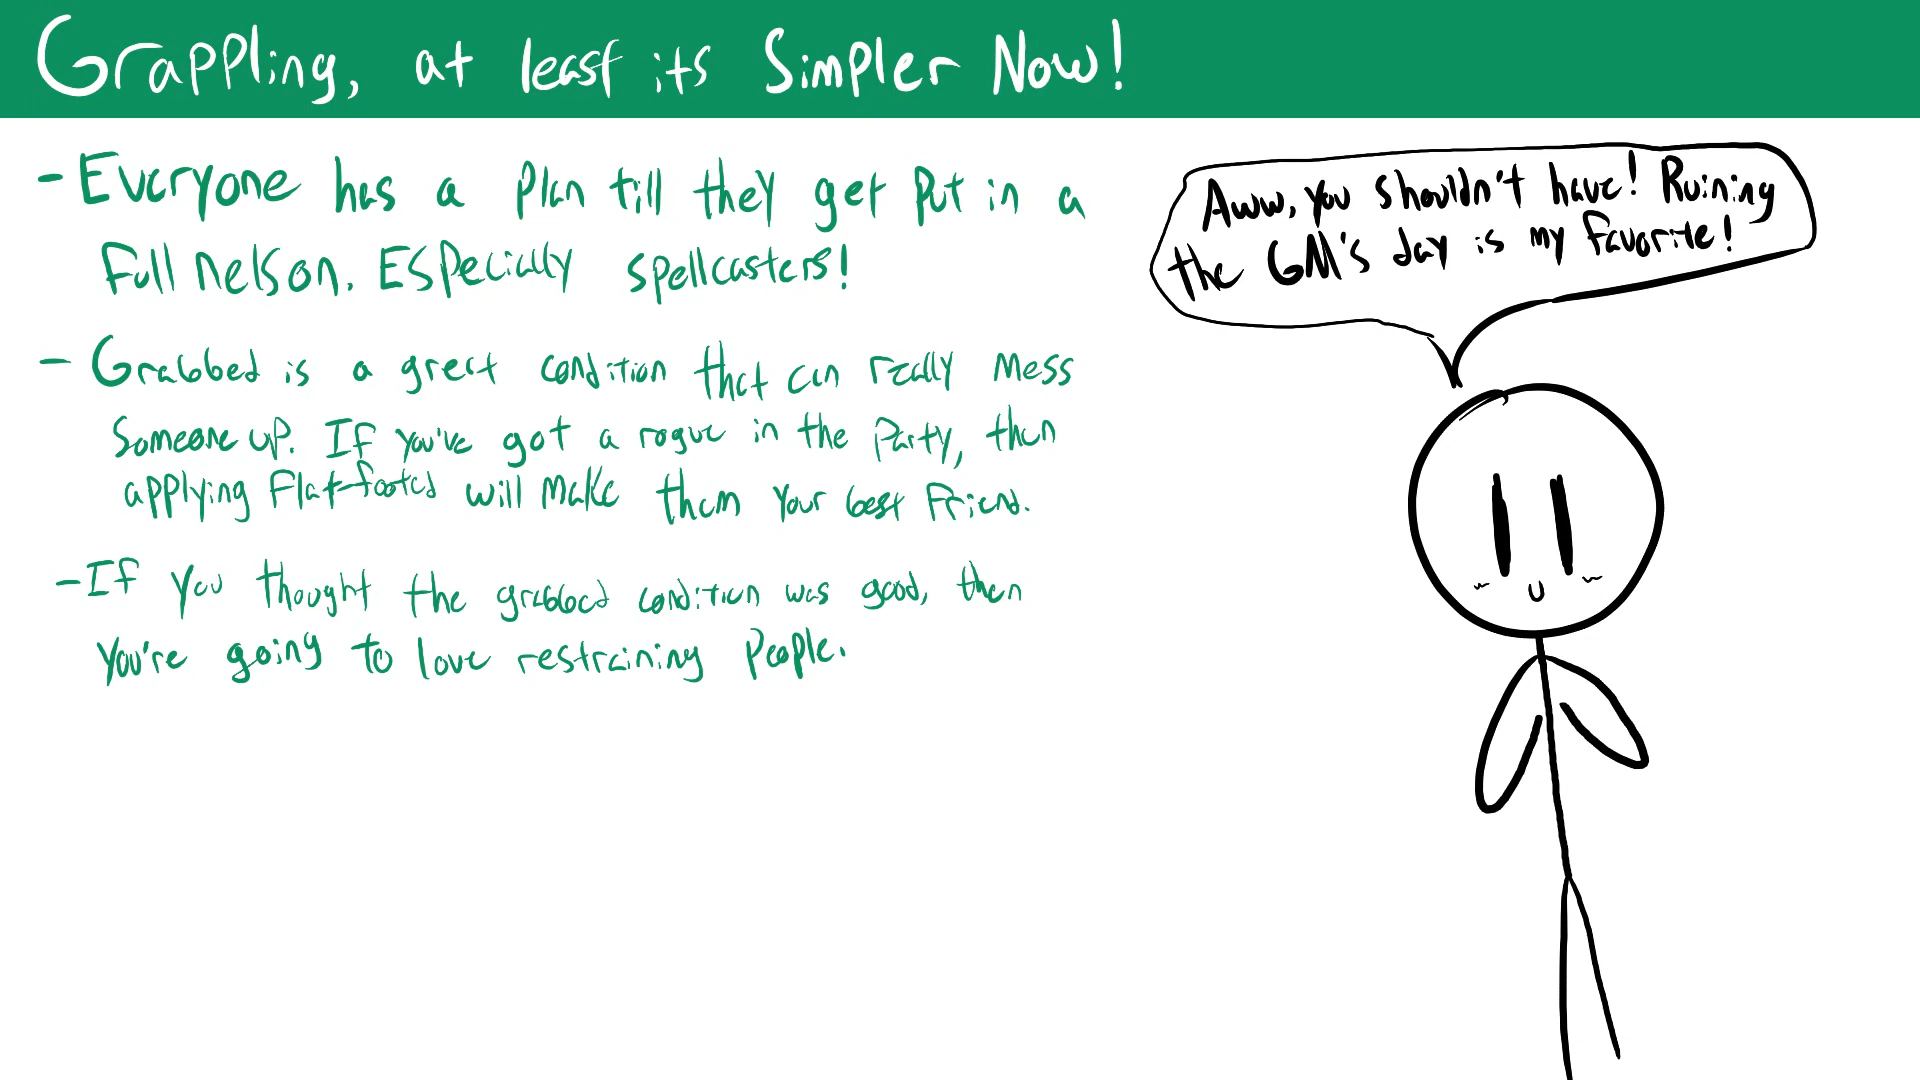 Grappling, at least its Simpler Now!
- Everyone has a plan till they get put in a
full nelson. Especially spellcasters!
- Grabbed is a great condition that can really mess
someone up. If you've got a rogue in the party, then
applying flat-footed will make them your best friend.
- If you thought the grabbed condition was good, then
you're going to love restraining people.
Aww, you shouldn't have! Ruining
the GM's day is my favorite!